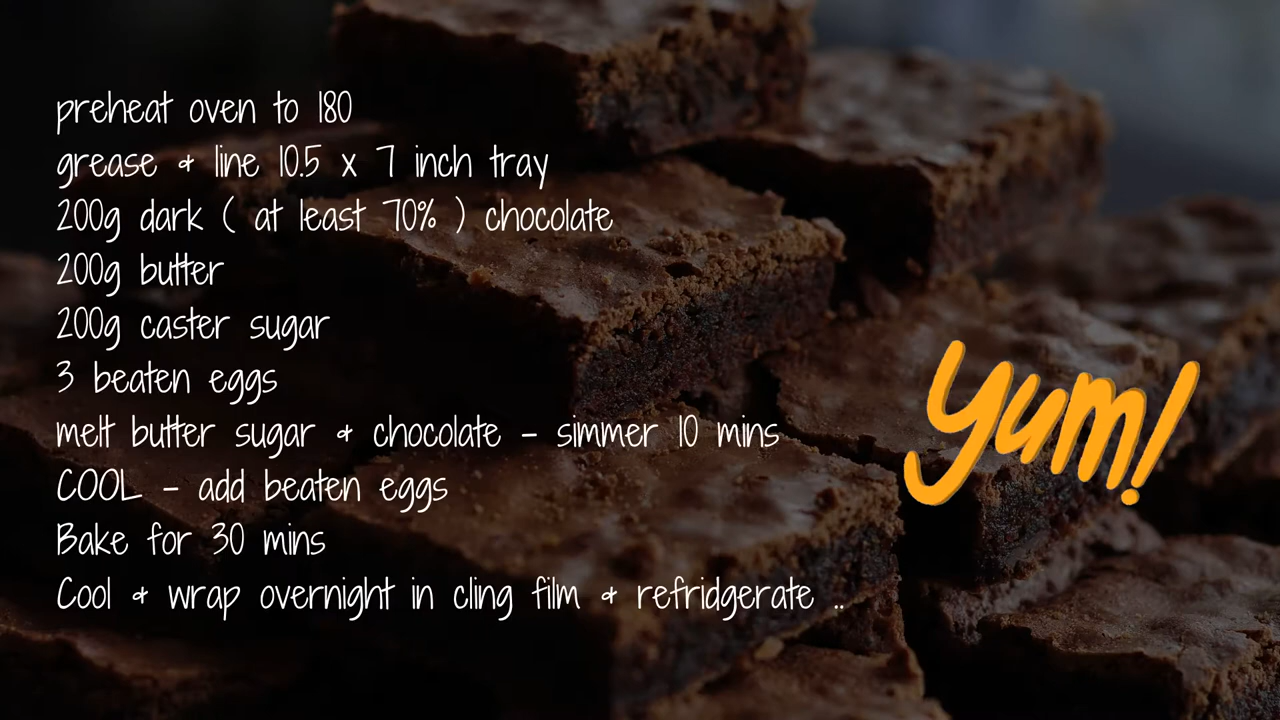 preheat oven to 180
grease & line 10.5 x 7 inch tray
200g dark ( at least 70% ) chocolate
200g butter
200g caster sugar
3 beaten eggs
melt butter sugar & chocolate - simmer 10 mins
COOL - add beaten eggs
Bake for 30 mins
Cool & wrap overnight in cling film & refridgerate ..
yum!